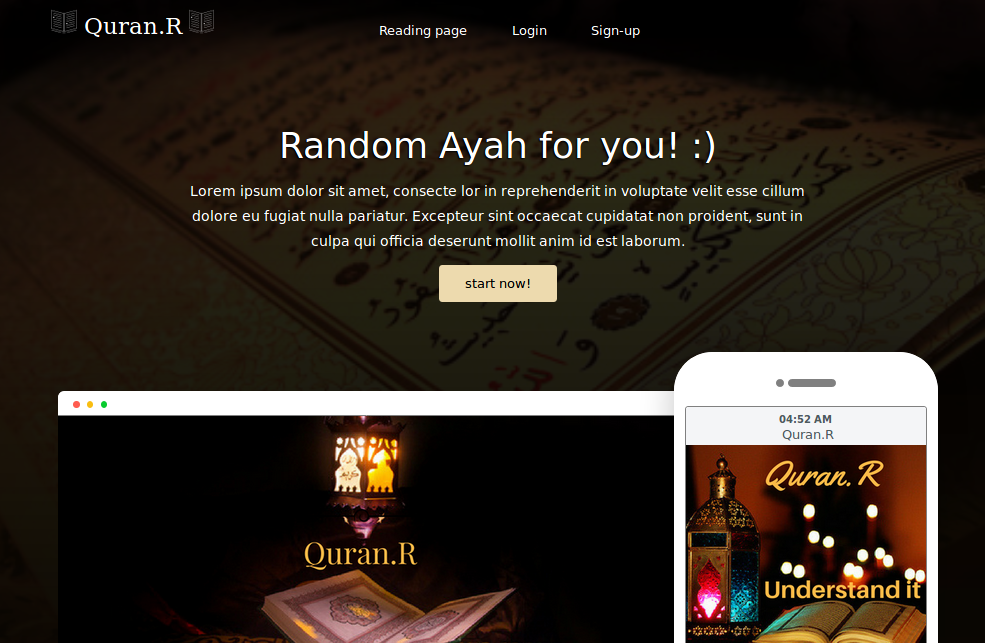 Quran.R
Reading page
Login
Sign-up
Random Ayah for you! :)
Lorem ipsum dolor sit amet, consecte lor in reprehenderit in voluptate velit esse cillum
dolore eu fugiat nulla pariatur. Excepteur sint occaecat cupidatat non proident, sunt in
culpa qui officia deserunt mollit anim id est laborum.
start now!
Quran.R
04:52 AM
Quran.R
Quran. R
Understand it